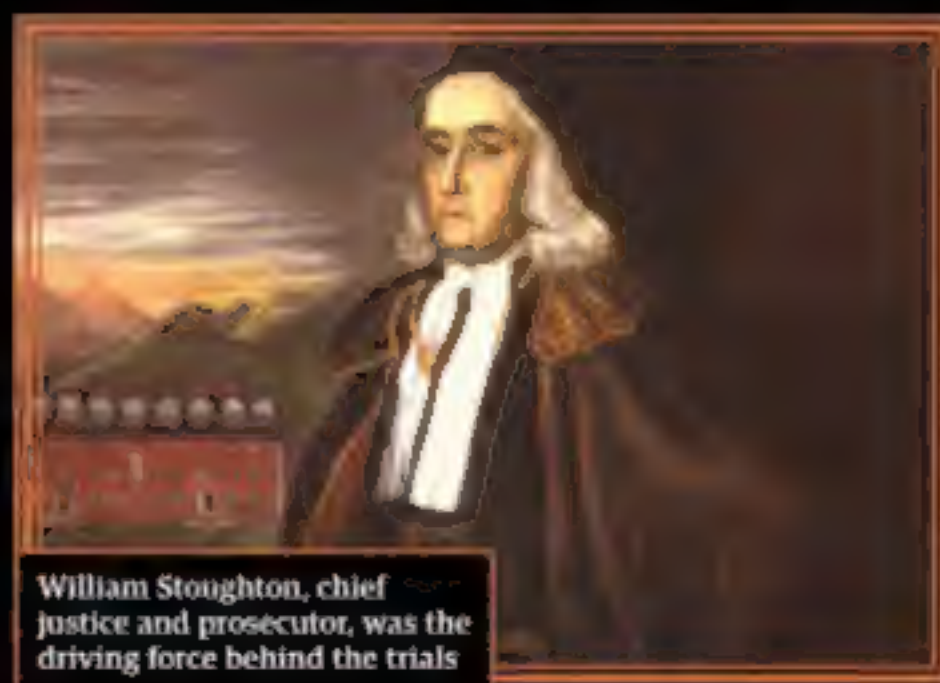 William Stoughton, chief
justice and prosecutor, was the
driving force behind the trials